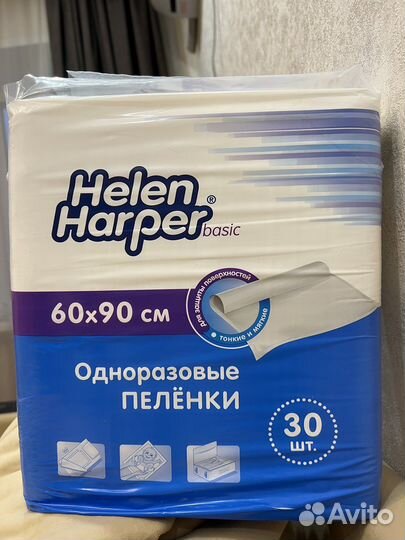 Helen
Harper®
basic
60x90 см
для защиты поверхностей
• тонкие и мягкие •
Одноразовые
ПЕЛЁНКИ
30
шт.
Avito